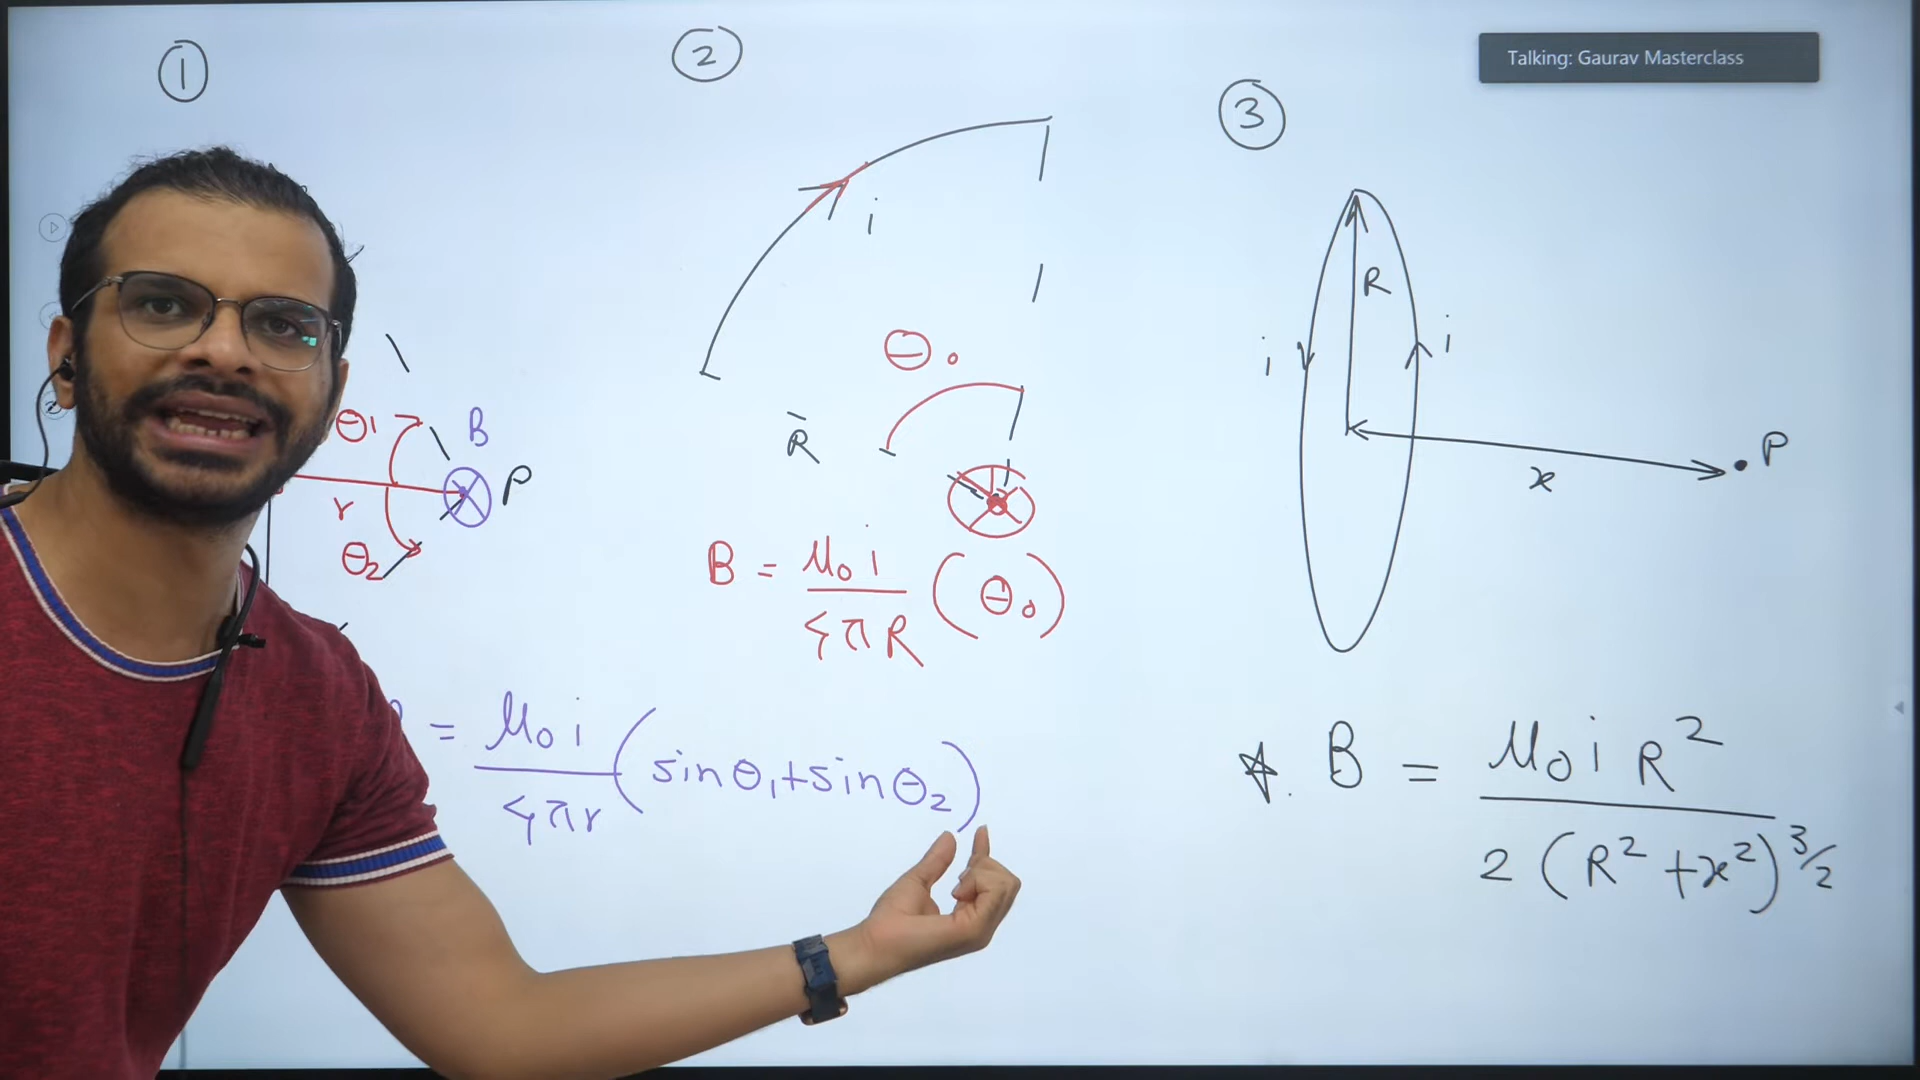 ①
②
③
Talking: Gaurav Masterclass
i
R
i
i
θ₀
R̄
θ₁
B
P
r
θ₂
x
P
B = μ₀ i / 4πR (θ₀)
= μ₀ i / 4πr (sinθ₁+sinθ₂)
B = μ₀ i R² / 2 (R² + x²)^3/2